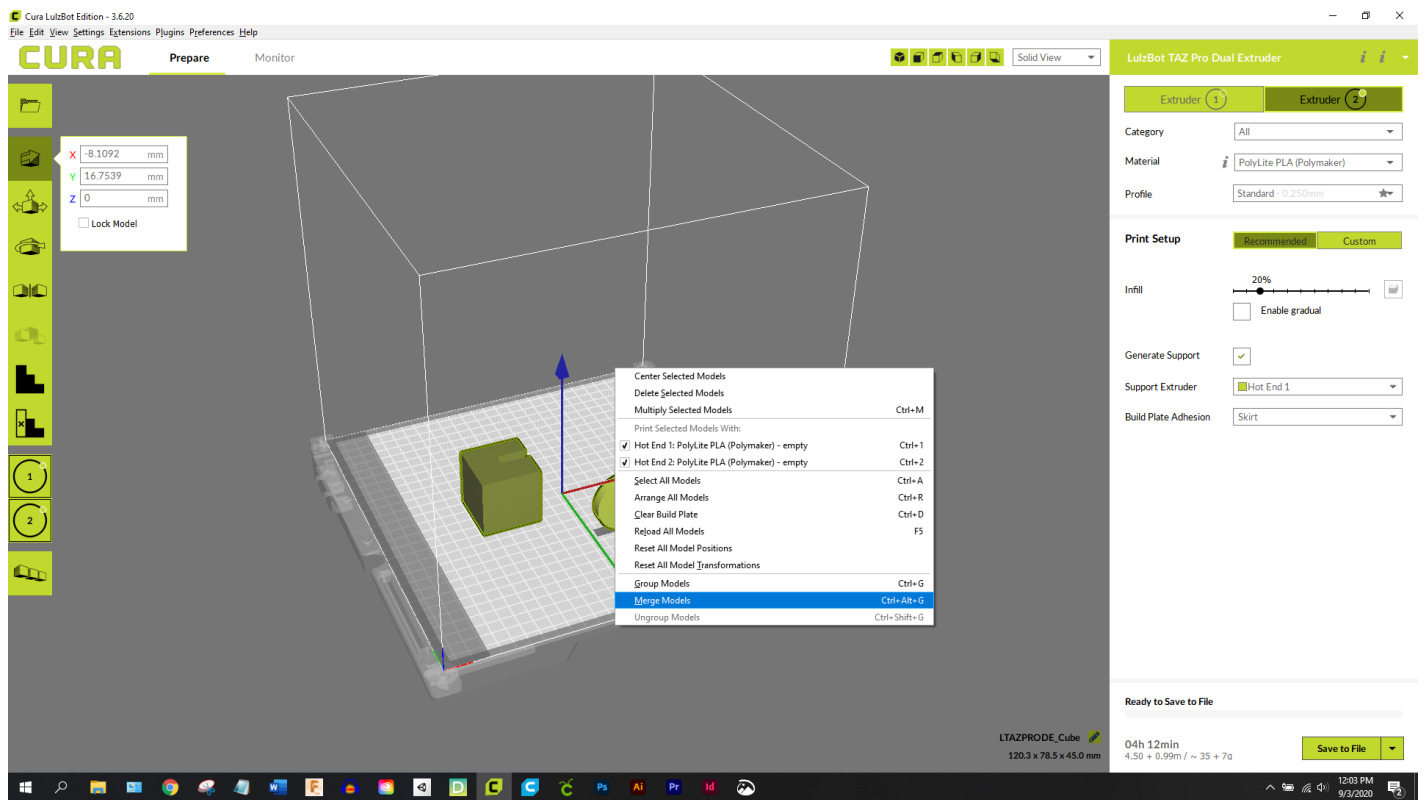 Cura LulzBot Edition - 3.6.20
File Edit View Settings Extensions Plugins Preferences Help
CURA
Prepare
Monitor
Solid View
LulzBot TAZ Pro Dual Extruder
i i
Extruder 1
Extruder 2
Category All
Material i PolyLite PLA (Polymaker)
Profile Standard - 0.250mm
Print Setup Recommended Custom
Infill 20%
Enable gradual
Generate Support
Support Extruder Hot End 1
Build Plate Adhesion Skirt
X -8.1092 mm
Y 16.7539 mm
Z 0 mm
Lock Model
1
2
Center Selected Models
Delete Selected Models
Multiply Selected Models Ctrl+M
Print Selected Models With:
Hot End 1: PolyLite PLA (Polymaker) - empty Ctrl+1
Hot End 2: PolyLite PLA (Polymaker) - empty Ctrl+2
Select All Models Ctrl+A
Arrange All Models Ctrl+R
Clear Build Plate Ctrl+D
Reload All Models F5
Reset All Model Positions
Reset All Model Transformations
Group Models Ctrl+G
Merge Models Ctrl+Alt+G
Ungroup Models Ctrl+Shift+G
LTAZPRODE_Cube
120.3 x 78.5 x 45.0 mm
Ready to Save to File
04h 12min
4.50 + 0.99m / ~ 35 + 7g
Save to File
W F D C C Ps Ai Pr Id
12:03 PM
9/3/2020
2